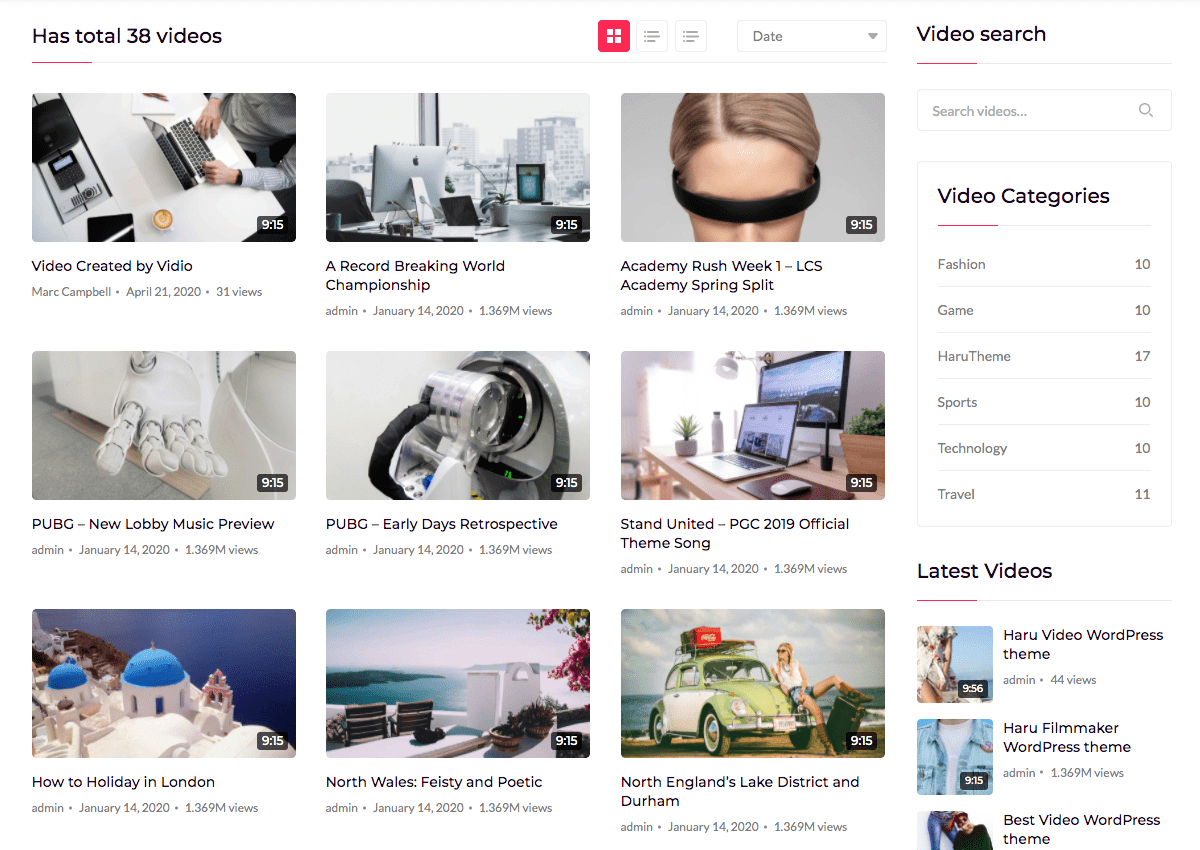 Has total 38 videos
Date
9:15
9:15
9:15
Video Created by Vidio
Marc Campbell • April 21, 2020 • 31 views
A Record Breaking World
Championship
admin • January 14, 2020 • 1.369M views
Academy Rush Week 1 – LCS
Academy Spring Split
admin • January 14, 2020 • 1.369M views
9:15
9:15
9:15
PUBG – New Lobby Music Preview
admin • January 14, 2020 • 1.369M views
PUBG – Early Days Retrospective
admin • January 14, 2020 • 1.369M views
Stand United – PGC 2019 Official
Theme Song
admin • January 14, 2020 • 1.369M views
9:15
9:15
Coca-Cola
9:15
How to Holiday in London
admin • January 14, 2020 • 1.369M views
North Wales: Feisty and Poetic
admin • January 14, 2020 • 1.369M views
North England’s Lake District and
Durham
admin • January 14, 2020 • 1.369M views
Video search
Search videos...
Video Categories
Fashion 10
Game 10
HaruTheme 17
Sports 10
Technology 10
Travel 11
Latest Videos
9:56
Haru Video WordPress
theme
admin • 44 views
9:15
Haru Filmmaker
WordPress theme
admin • 1.369M views
Best Video WordPress
theme